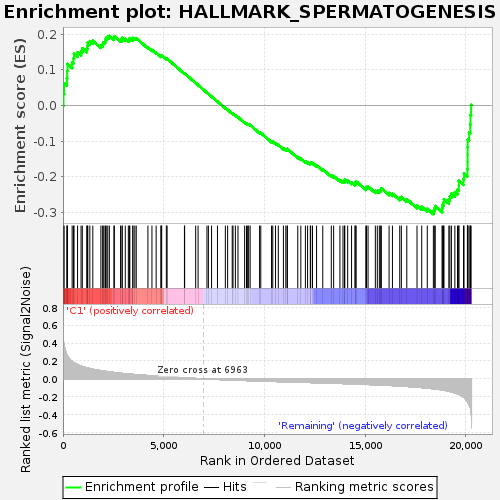 Enrichment plot: HALLMARK_SPERMATOGENESIS
Enrichment score (ES)
0.2
0.1
0.0
-0.1
-0.2
-0.3
'C1' (positively correlated)
Ranked list metric (Signal2Noise)
0.8
0.6
0.4
0.2
0.0
-0.2
-0.4
-0.6
Zero cross at 6963
'Remaining' (negatively correlated)
0
5,000
10,000
15,000
20,000
Rank in Ordered Dataset
Enrichment profile
Hits
Ranking metric scores